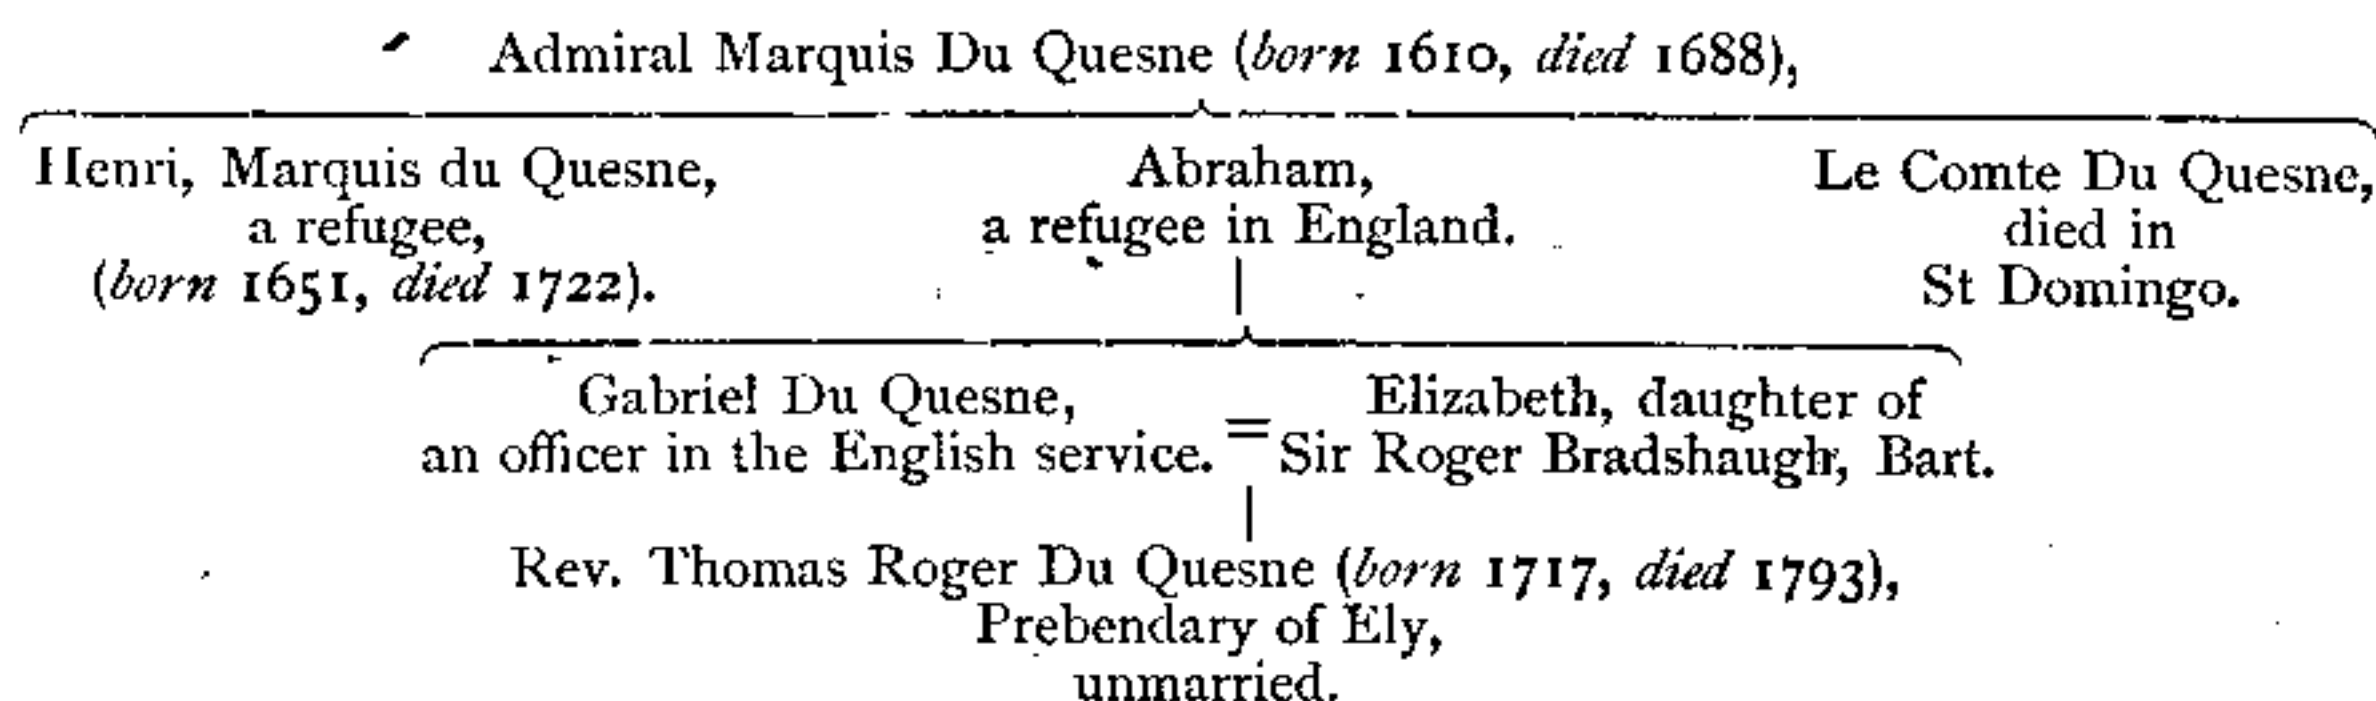 Admiral Marquis Du Quesne (born 1610, died 1688),
Henri, Marquis du Quesne,
a refugee,
(born 1651, died 1722).
Abraham,
a refugee in England.
Le Comte Du Quesne,
died in
St Domingo.
Gabriel Du Quesne,
an officer in the English service.
=
Elizabeth, daughter of
Sir Roger Bradshaugh, Bart.
Rev. Thomas Roger Du Quesne (born 1717, died 1793),
Prebendary of Ely,
unmarried.